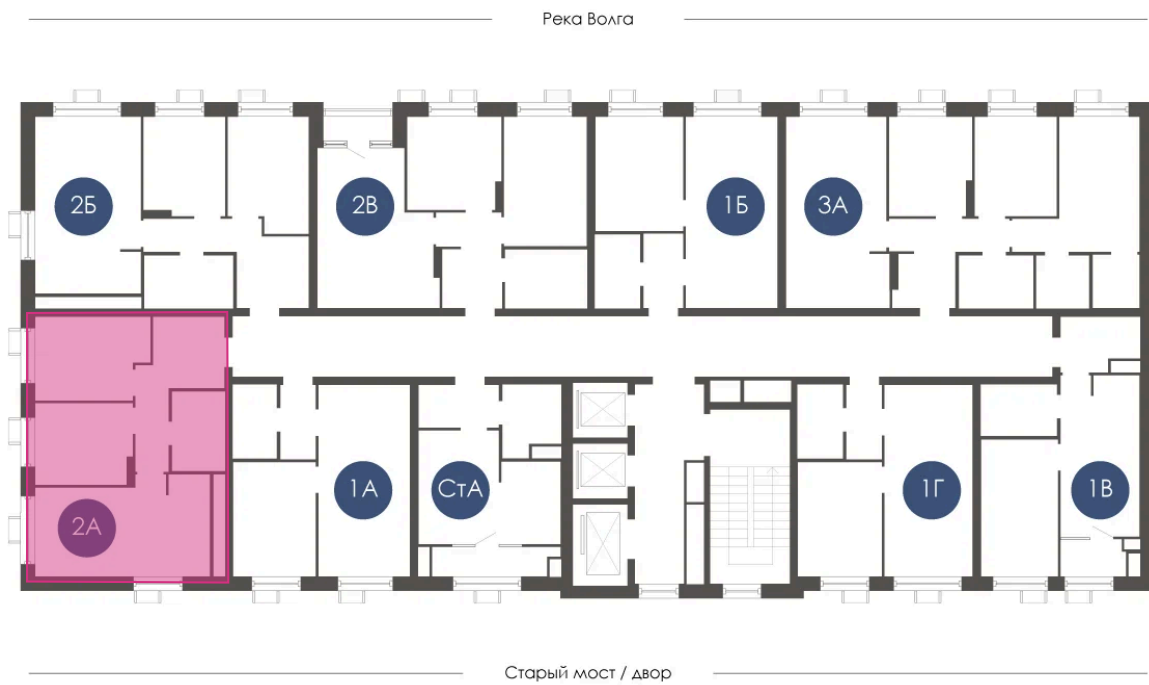 Река Волга
2Б
2В
1Б
3А
2А
1А
СтА
1Г
1В
Старый мост / двор